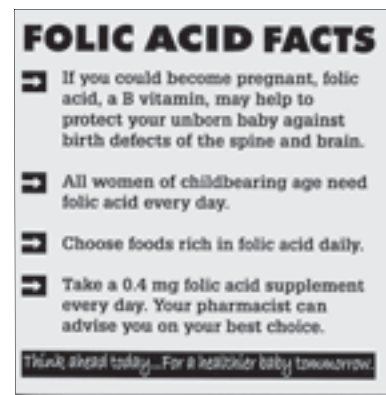 FOLIC ACID FACTS
If you could become pregnant, folic
acid, a B vitamin, may help to
protect your unborn baby against
birth defects of the spine and brain.
All women of childbearing age need
folic acid every day.
Choose foods rich in folic acid daily.
Take a 0.4 mg folic acid supplement
every day. Your pharmacist can
advise you on your best choice.
Think ahead today...For a healthier baby tommorrow.